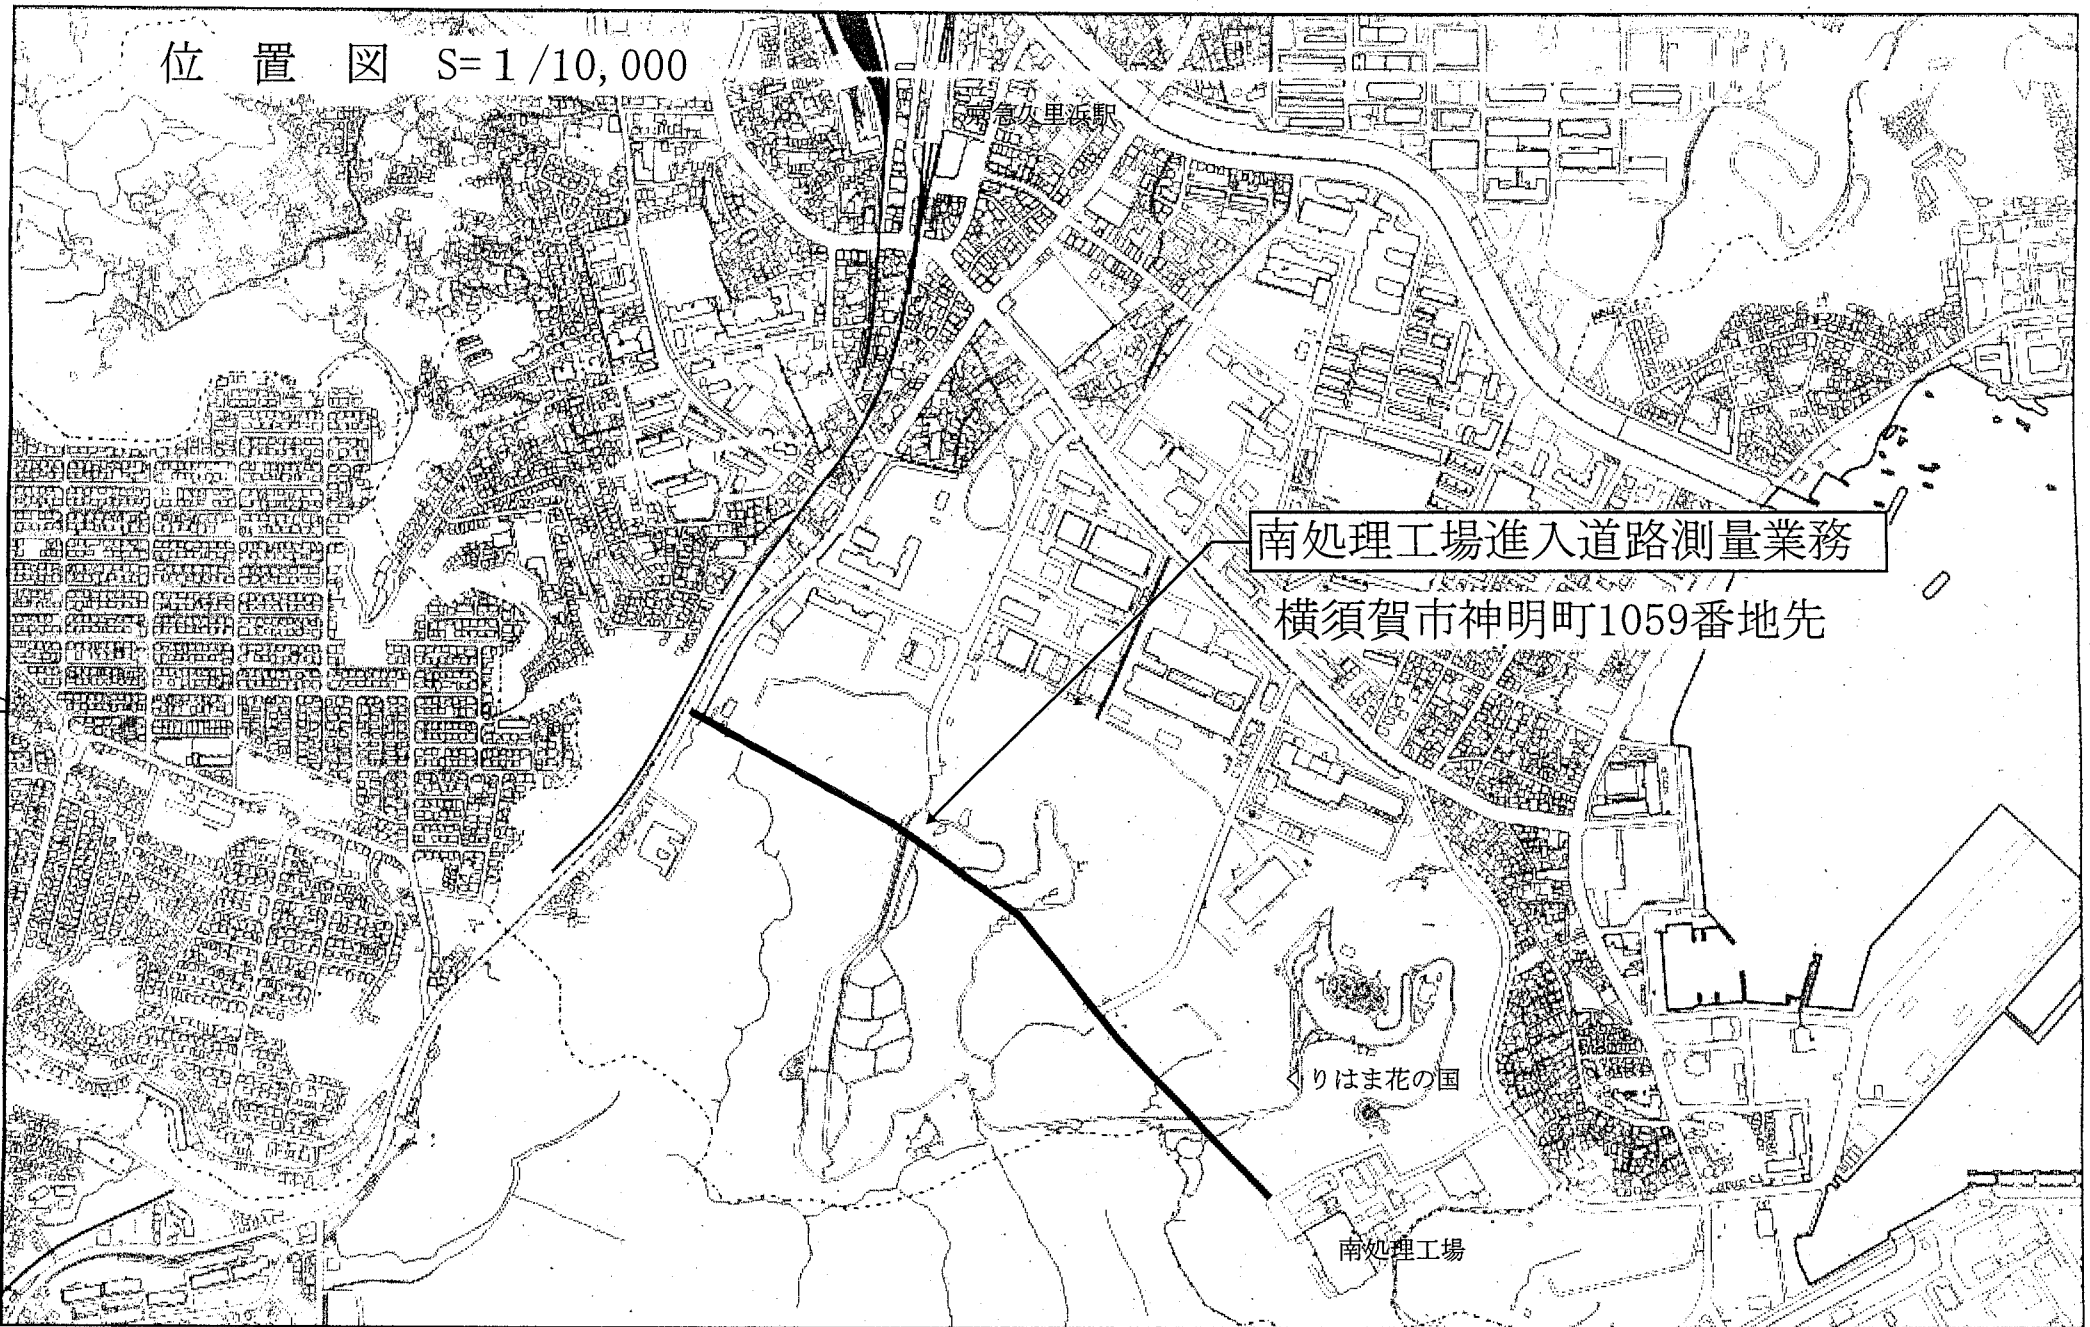 位置図 S=1/10,000
京急久里浜駅
南処理工場進入道路測量業務
横須賀市神明町1059番地先
くりはま花の国
南処理工場